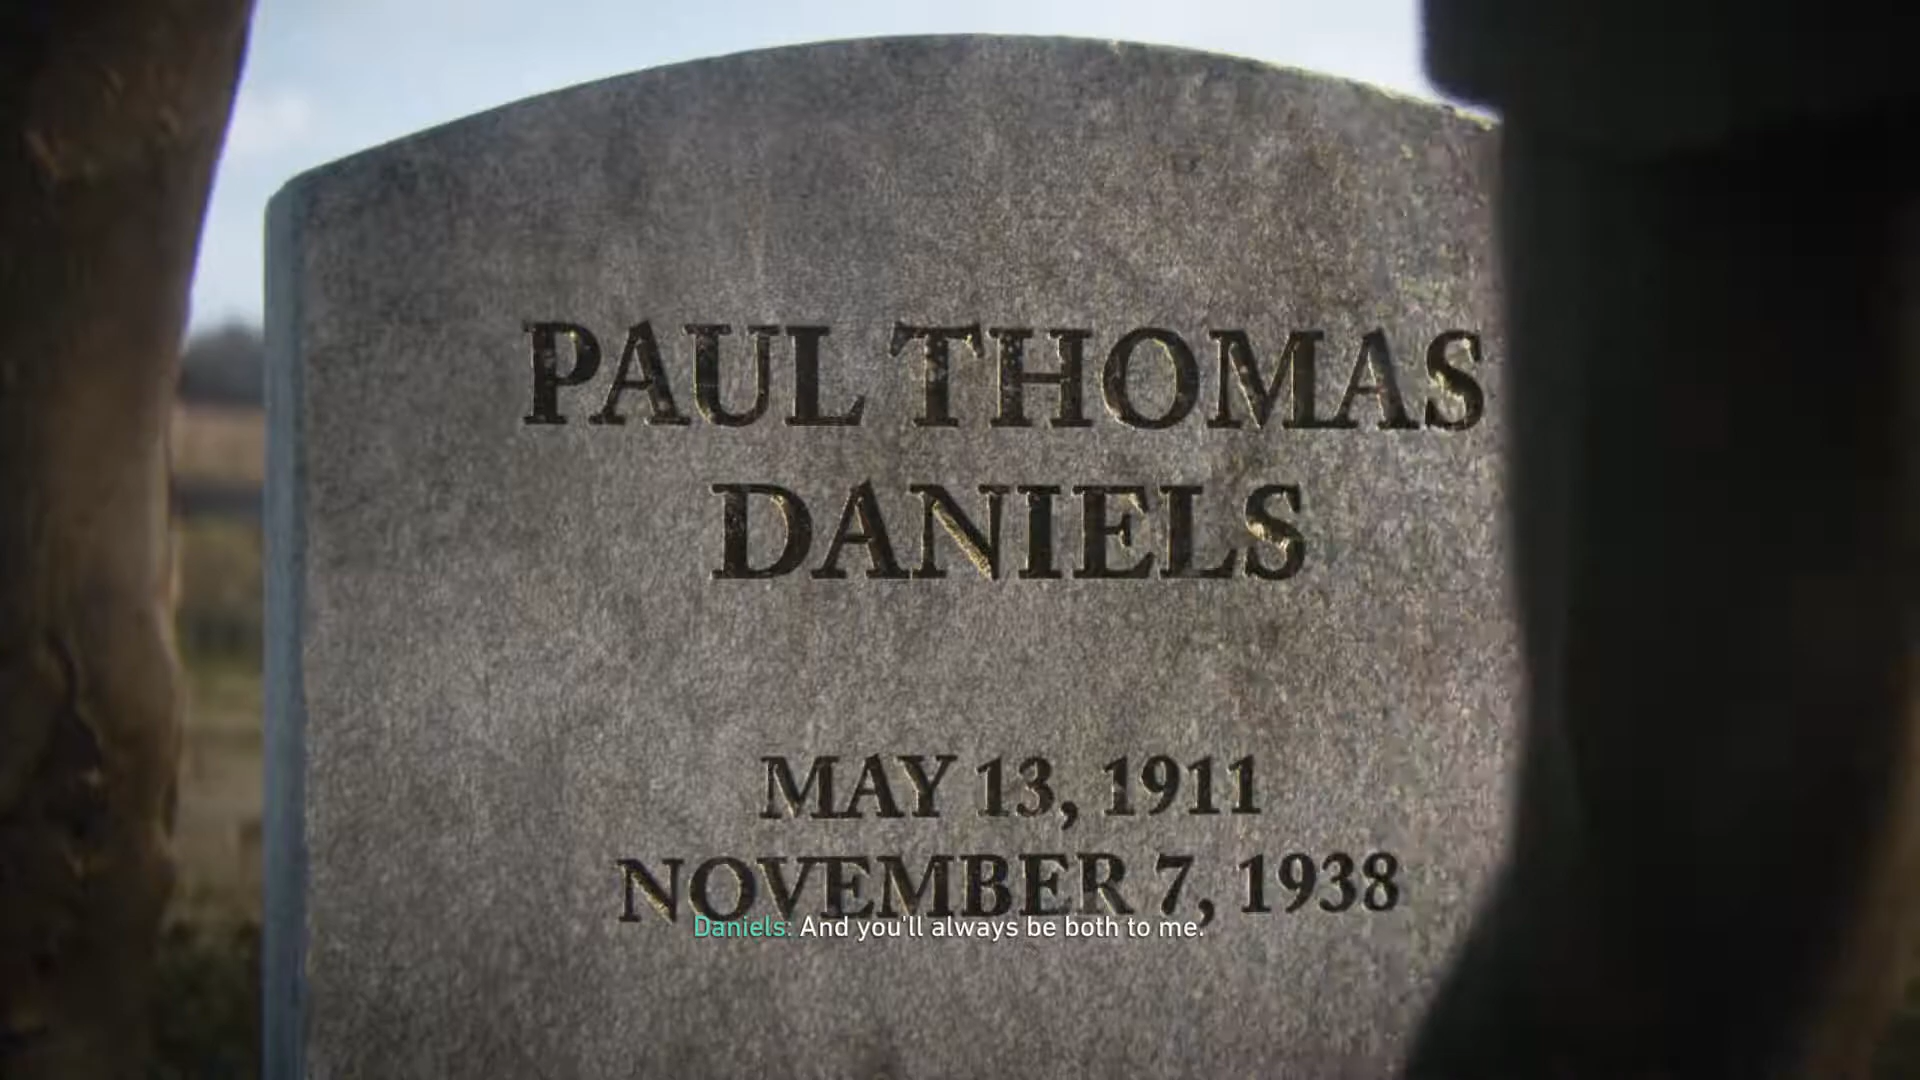 PAUL THOMAS
DANIELS
MAY 13, 1911
NOVEMBER 7, 1938
Daniels: And you'll always be both to me.